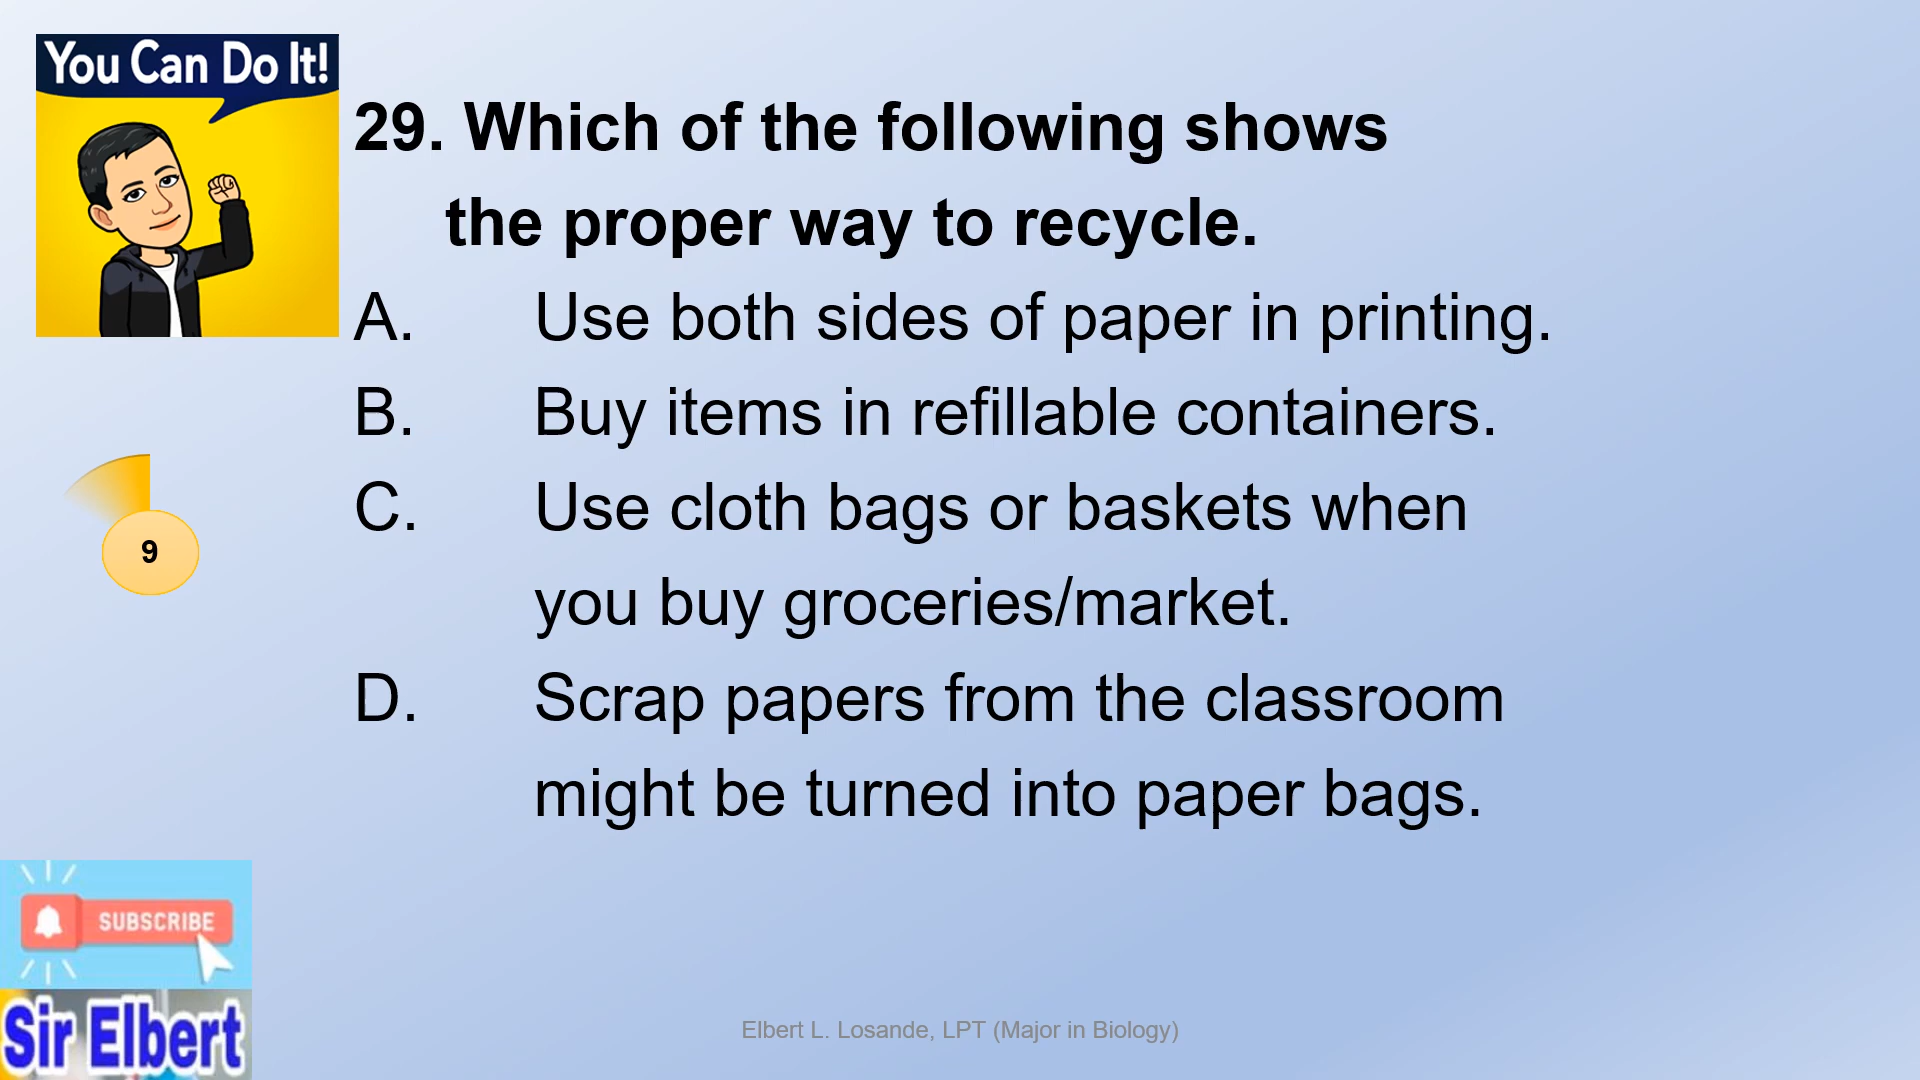 You Can Do It!
29. Which of the following shows
the proper way to recycle.
A. Use both sides of paper in printing.
B. Buy items in refillable containers.
C. Use cloth bags or baskets when
you buy groceries/market.
D. Scrap papers from the classroom
might be turned into paper bags.
9
SUBSCRIBE
Sir Elbert
Elbert L. Losande, LPT (Major in Biology)